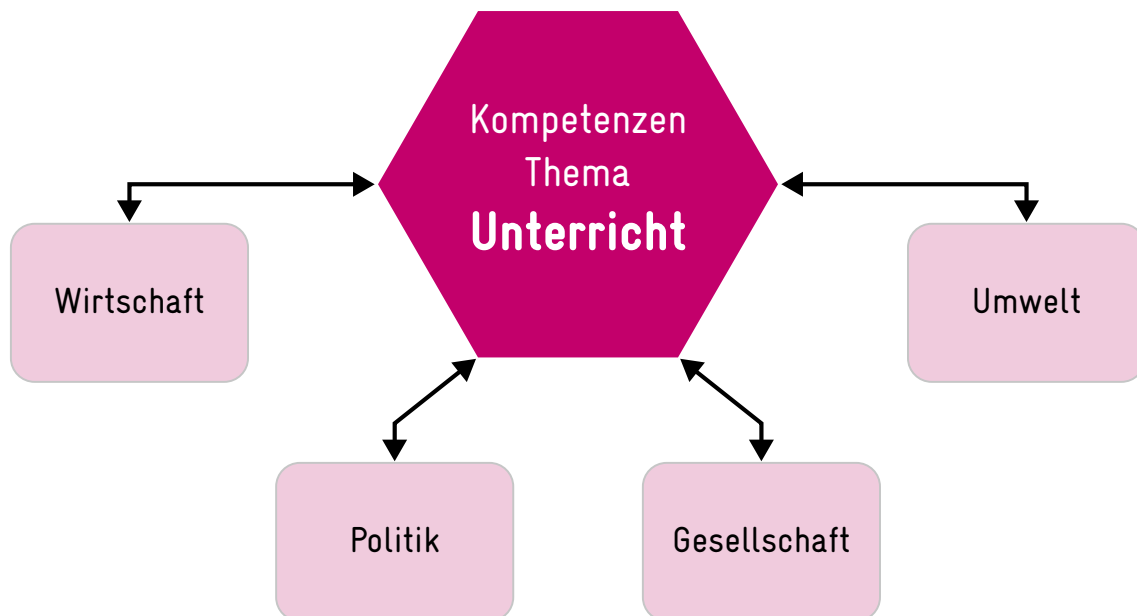 Kompetenzen
Thema
Unterricht
Wirtschaft
Umwelt
Politik
Gesellschaft